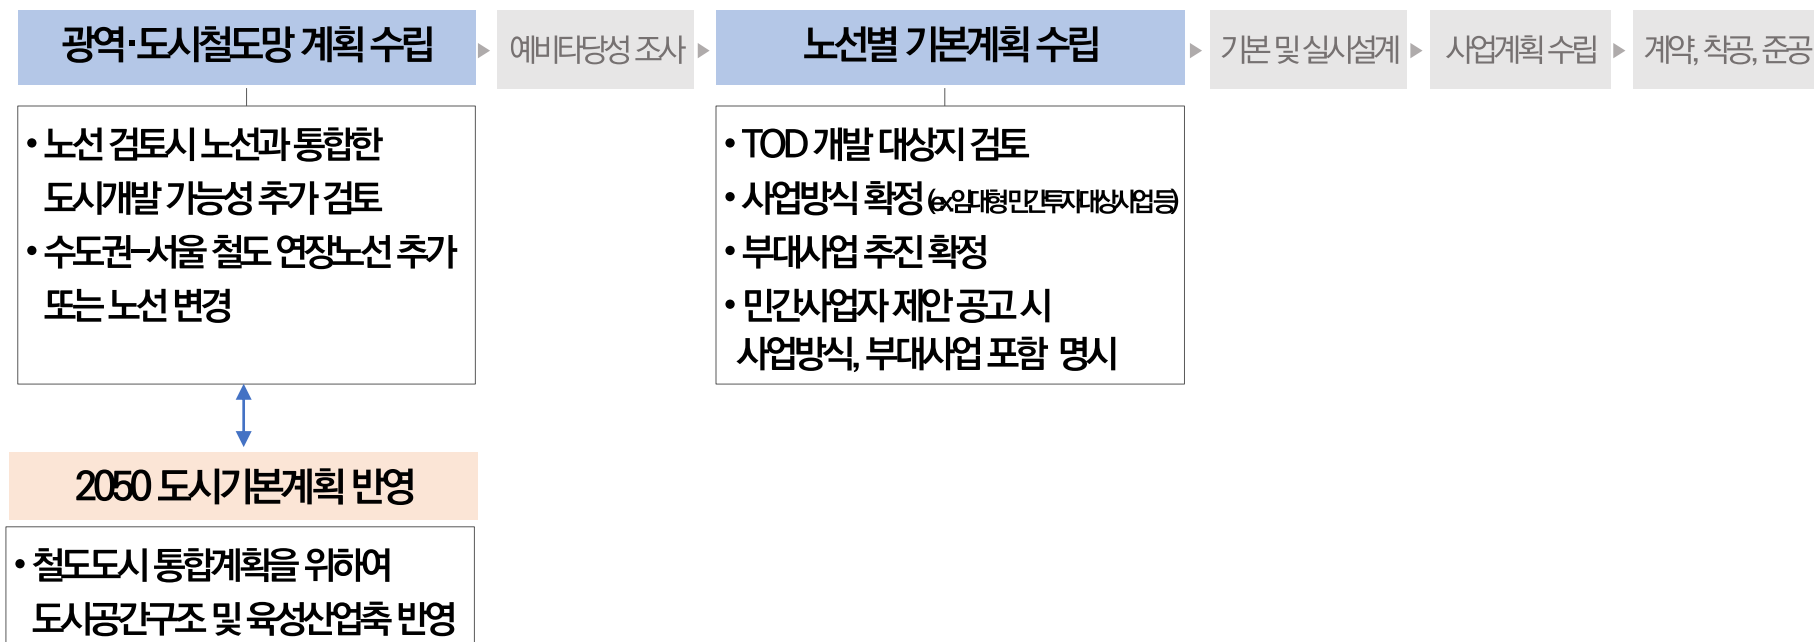 광역·도시철도망 계획 수립
예비타당성 조사
노선별 기본계획 수립
기본 및 실시설계
사업계획 수립
계약, 착공, 준공
• 노선 검토시 노선과 통합한
도시개발 가능성 추가 검토
• 수도권-서울 철도 연장노선 추가
또는 노선 변경
• TOD 개발 대상지 검토
• 사업방식 확정 (ex임대형민간투자대상사업등)
• 부대사업 추진 확정
• 민간사업자 제안 공고 시
사업방식, 부대사업 포함 명시
2050 도시기본계획 반영
• 철도도시 통합계획을 위하여
도시공간구조 및 육성산업축 반영